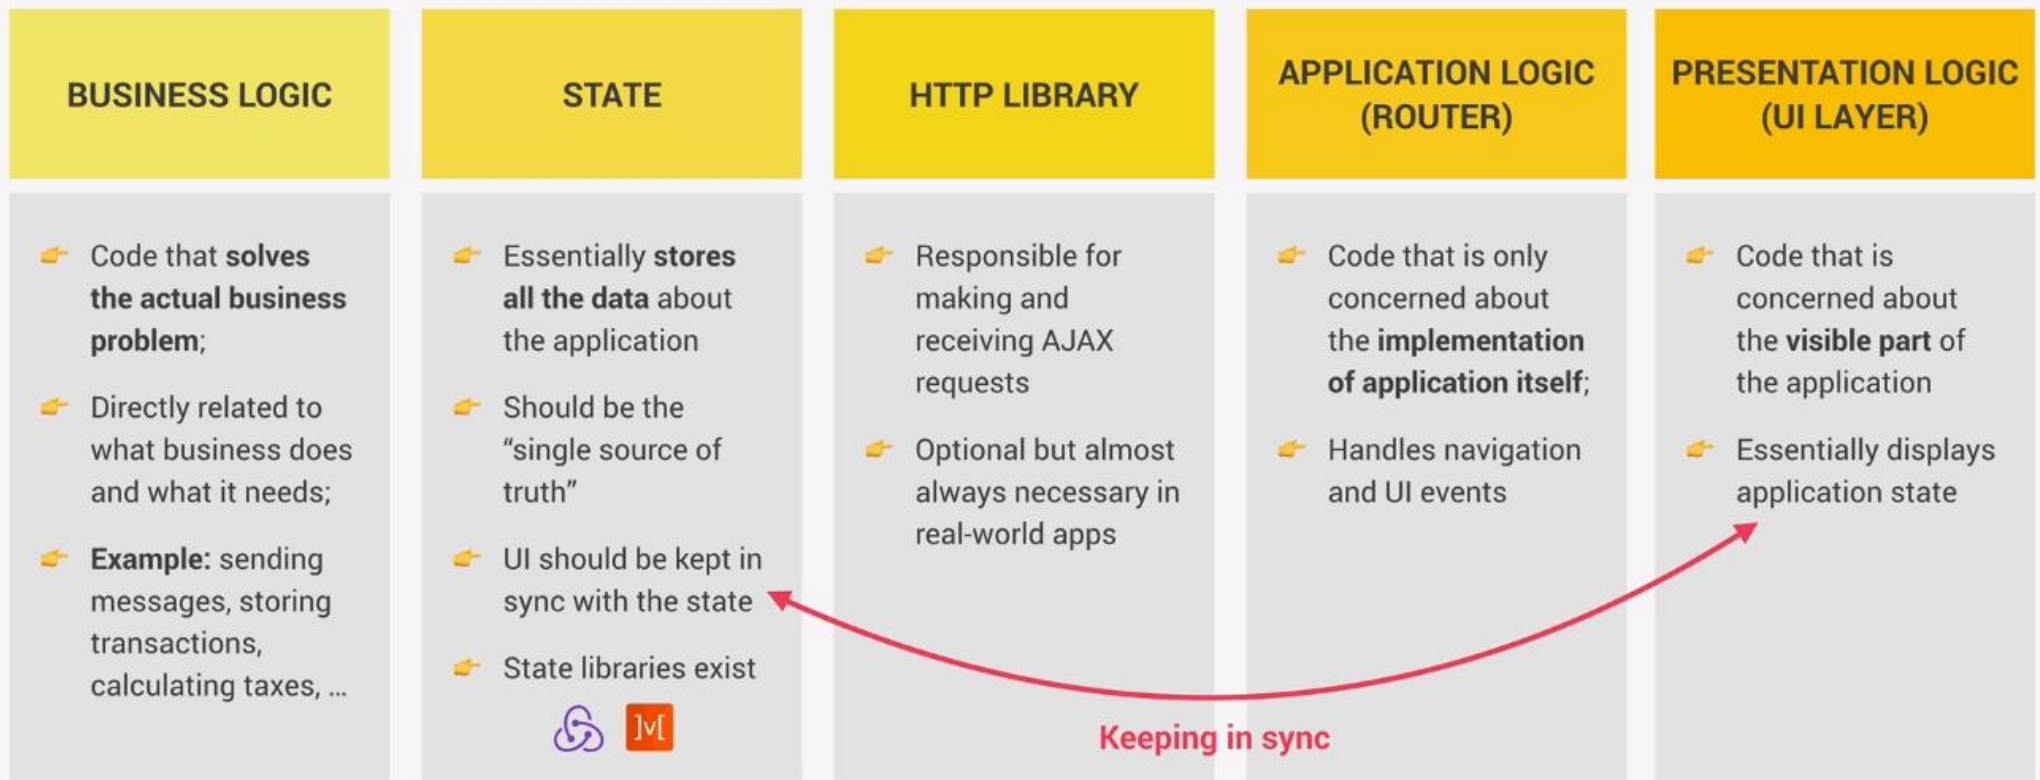 BUSINESS LOGIC
Code that solves
the actual business
problem;
Directly related to
what business does
and what it needs;
Example: sending
messages, storing
transactions,
calculating taxes, …
STATE
Essentially stores
all the data about
the application
Should be the
“single source of
truth”
UI should be kept in
sync with the state
State libraries exist
]v[
HTTP LIBRARY
Responsible for
making and
receiving AJAX
requests
Optional but almost
always necessary in
real-world apps
APPLICATION LOGIC
(ROUTER)
Code that is only
concerned about
the implementation
of application itself;
Handles navigation
and UI events
PRESENTATION LOGIC
(UI LAYER)
Code that is
concerned about
the visible part of
the application
Essentially displays
application state
Keeping in sync